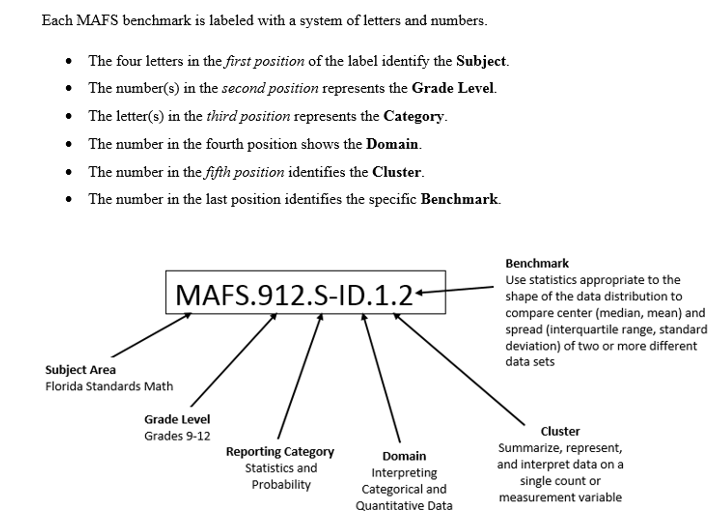 Each MAFS benchmark is labeled with a system of letters and numbers.
• The four letters in the first position of the label identify the Subject.
• The number(s) in the second position represents the Grade Level.
• The letter(s) in the third position represents the Category.
• The number in the fourth position shows the Domain.
• The number in the fifth position identifies the Cluster.
• The number in the last position identifies the specific Benchmark.
MAFS.912.S-ID.1.2
Benchmark
Use statistics appropriate to the
shape of the data distribution to
compare center (median, mean) and
spread (interquartile range, standard
deviation) of two or more different
data sets
Subject Area
Florida Standards Math
Grade Level
Grades 9-12
Reporting Category
Statistics and
Probability
Domain
Interpreting
Categorical and
Quantitative Data
Cluster
Summarize, represent,
and interpret data on a
single count or
measurement variable